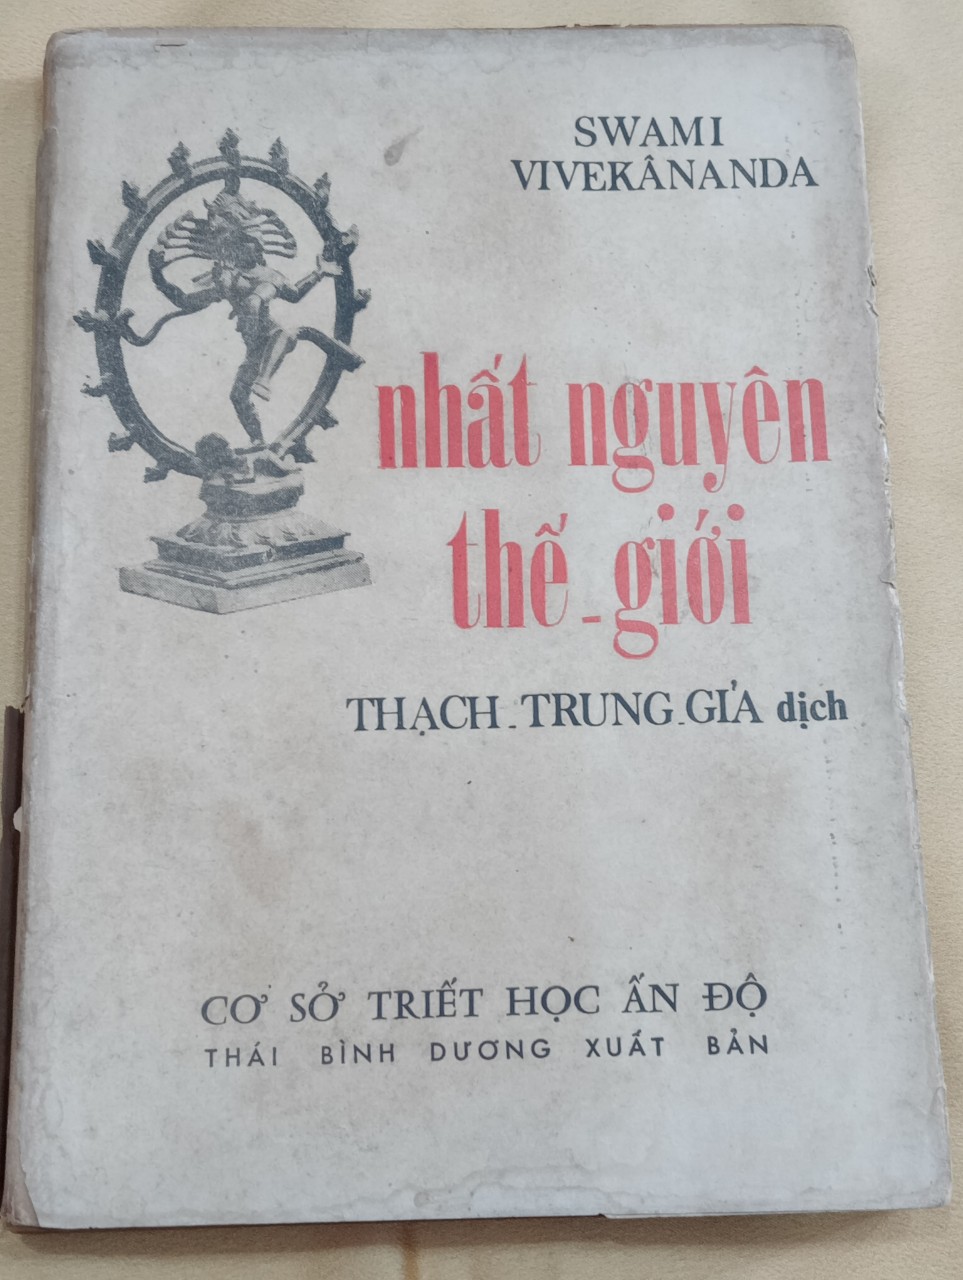 SWAMI
VIVEKÂNANDA
nhất nguyên
thế - giới
THẠCH - TRUNG - GIẢ dịch
CƠ SỞ TRIẾT HỌC ẤN ĐỘ
THÁI BÌNH DƯƠNG XUẤT BẢN